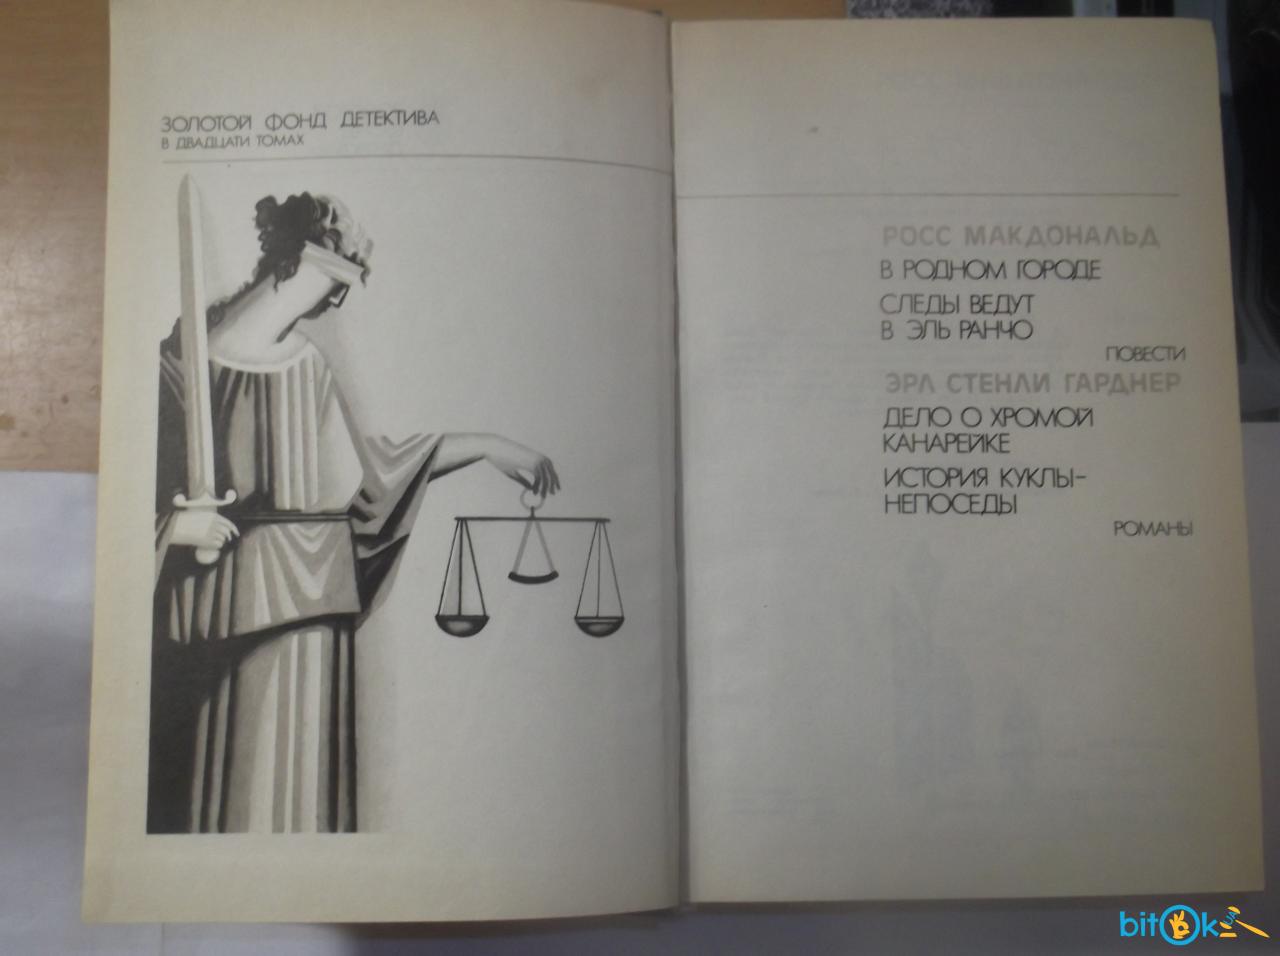 ЗОЛОТОЙ ФОНД ДЕТЕКТИВА
В ДВАДЦАТИ ТОМАХ
РОСС МАКДОНАЛЬД
В РОДНОМ ГОРОДЕ
СЛЕДЫ ВЕДУТ
В ЭЛЬ РАНЧО
ПОВЕСТИ
ЭРЛ СТЕНЛИ ГАРДНЕР
ДЕЛО О ХРОМОЙ
КАНАРЕЙКЕ
ИСТОРИЯ КУКЛЫ-
НЕПОСЕДЫ
РОМАНЫ
bitOk.UA